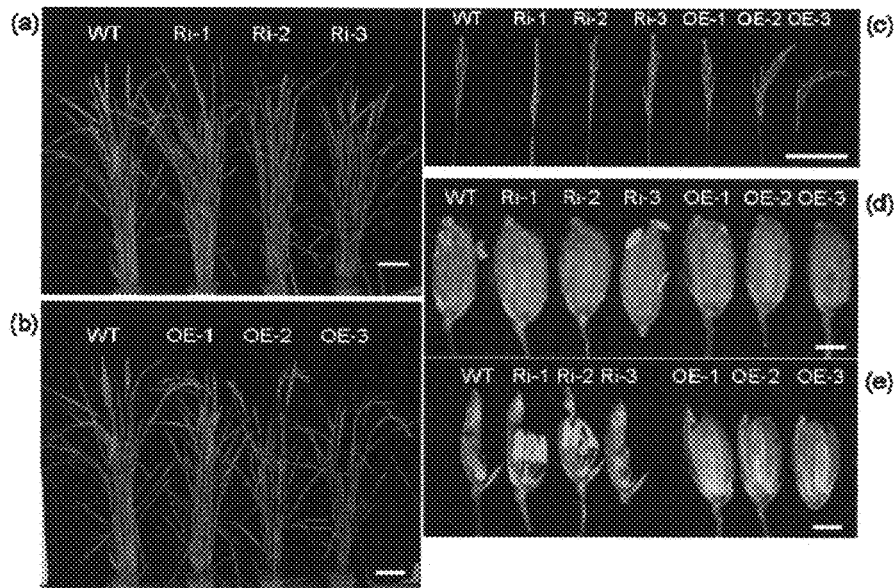 (a)
WT Ri-1 Ri-2 Ri-3
(b)
WT OE-1 OE-2 OE-3
(c)
WT Ri-1 Ri-2 Ri-3 OE-1 OE-2 OE-3
(d)
WT Ri-1 Ri-2 Ri-3 OE-1 OE-2 OE-3
(e)
WT Ri-1 Ri-2 Ri-3 OE-1 OE-2 OE-3